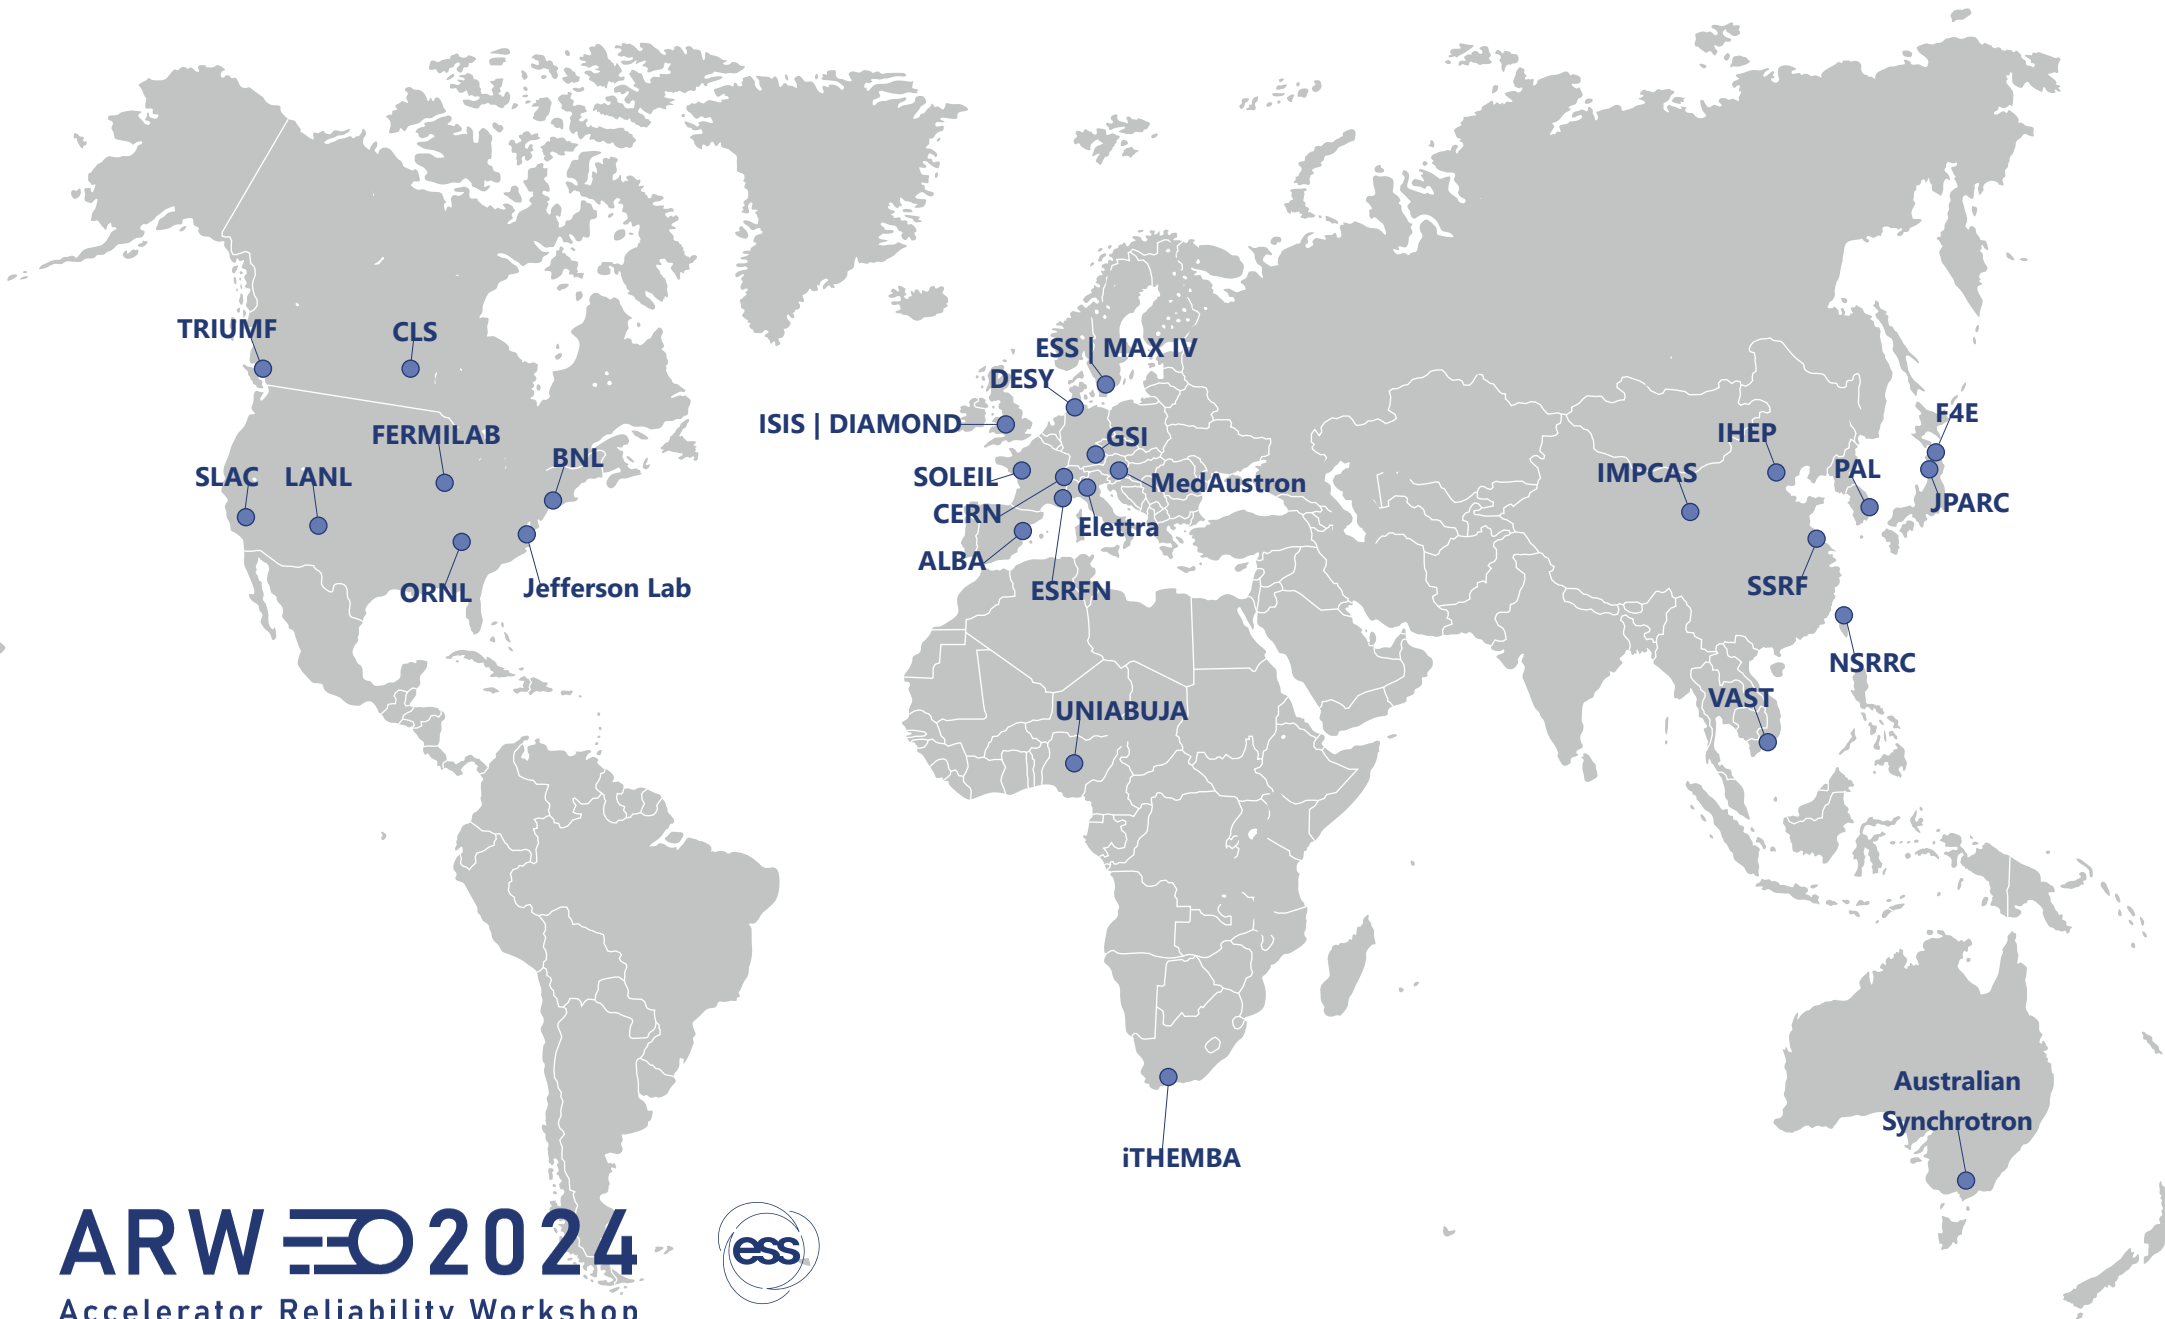 TRIUMF
CLS
FERMILAB
BNL
SLAC
LANL
ORNL
Jefferson Lab
ESS | MAX IV
DESY
ISIS | DIAMOND
GSI
SOLEIL
MedAustron
CERN
Elettra
ALBA
ESRFN
UNIABUJA
iTHEMBA
F4E
IHEP
IMPCAS
PAL
JPARC
SSRF
NSRRC
VAST
Australian
Synchrotron
ARW 2024
Accelerator Reliability Workshop
ess